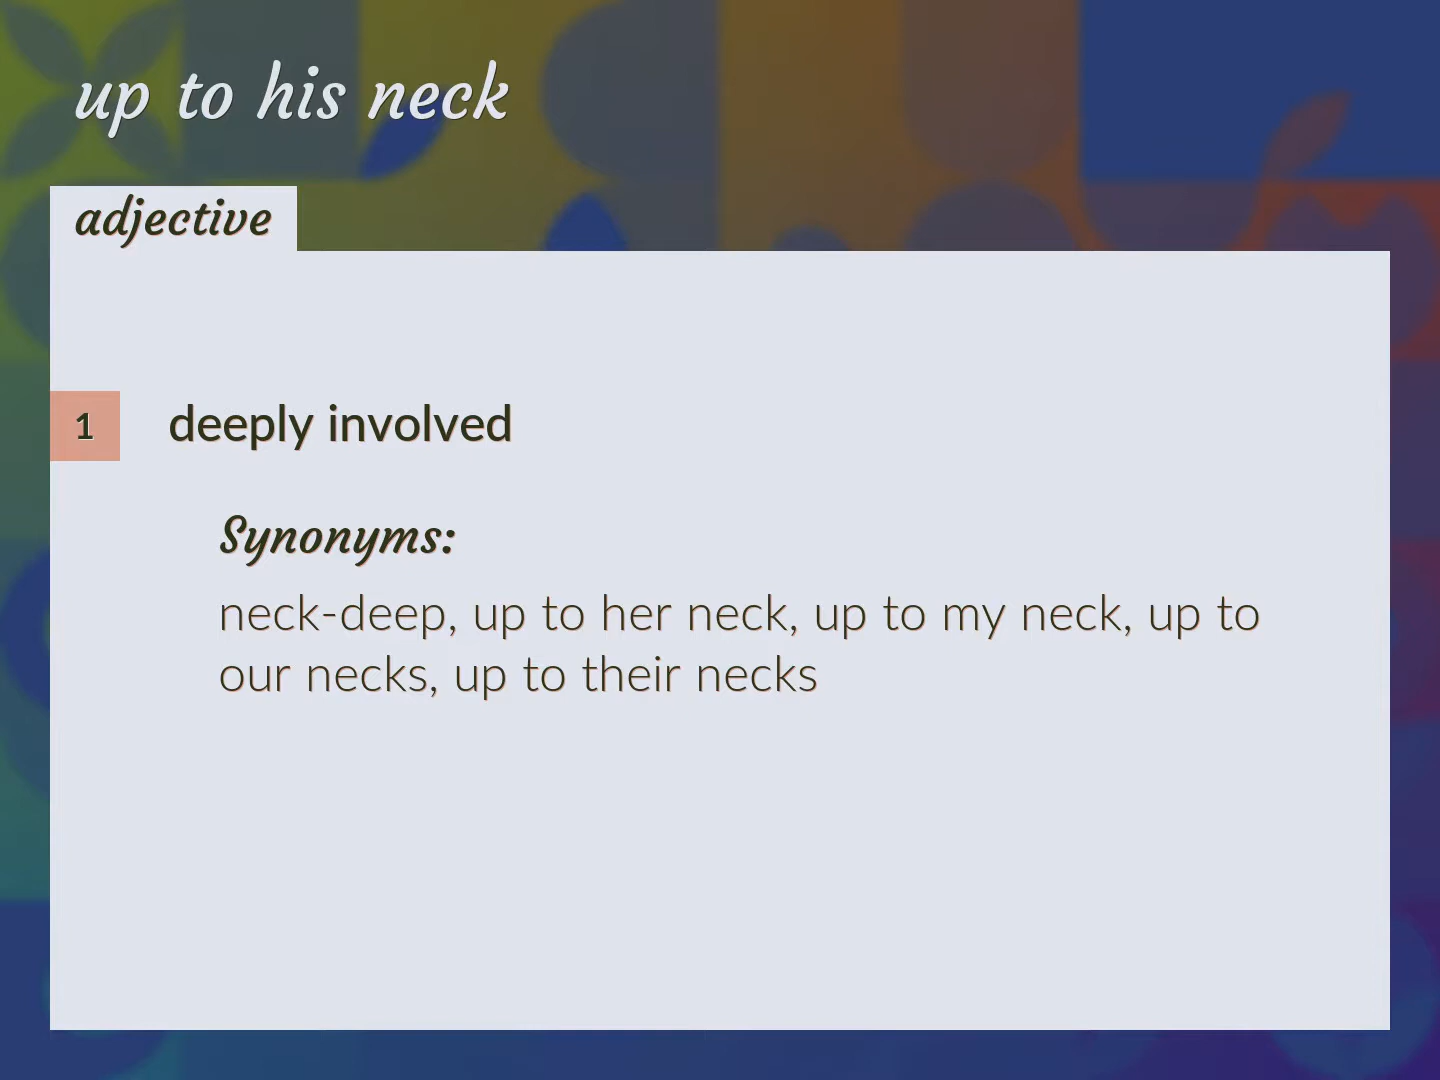 up to his neck
adjective
1
deeply involved
Synonyms:
neck-deep, up to her neck, up to my neck, up to
our necks, up to their necks